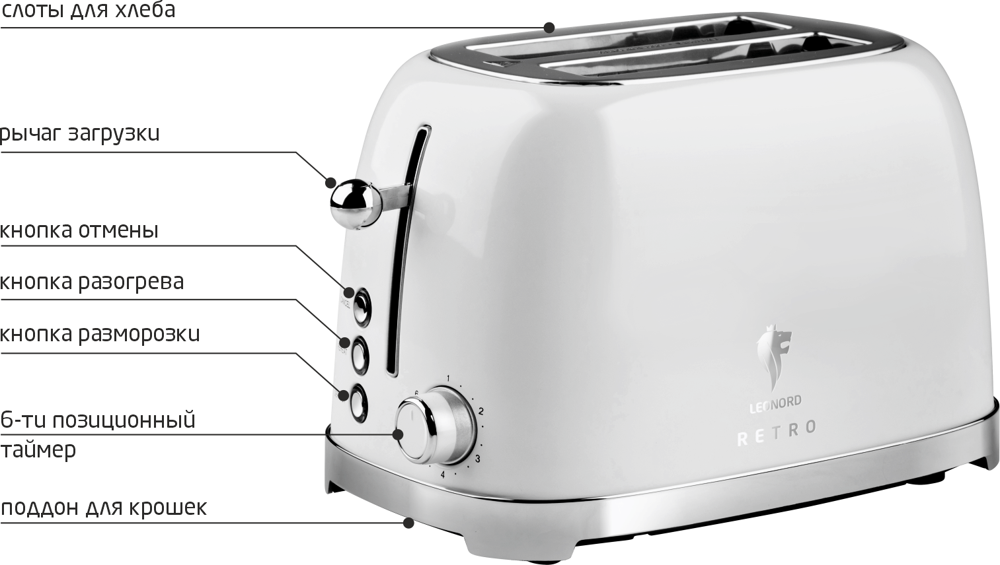 слоты для хлеба
рычаг загрузки
кнопка отмены
кнопка разогрева
кнопка разморозки
6-ти позиционный
таймер
поддон для крошек
6
1
2
3
4
LEONORD
RETRO